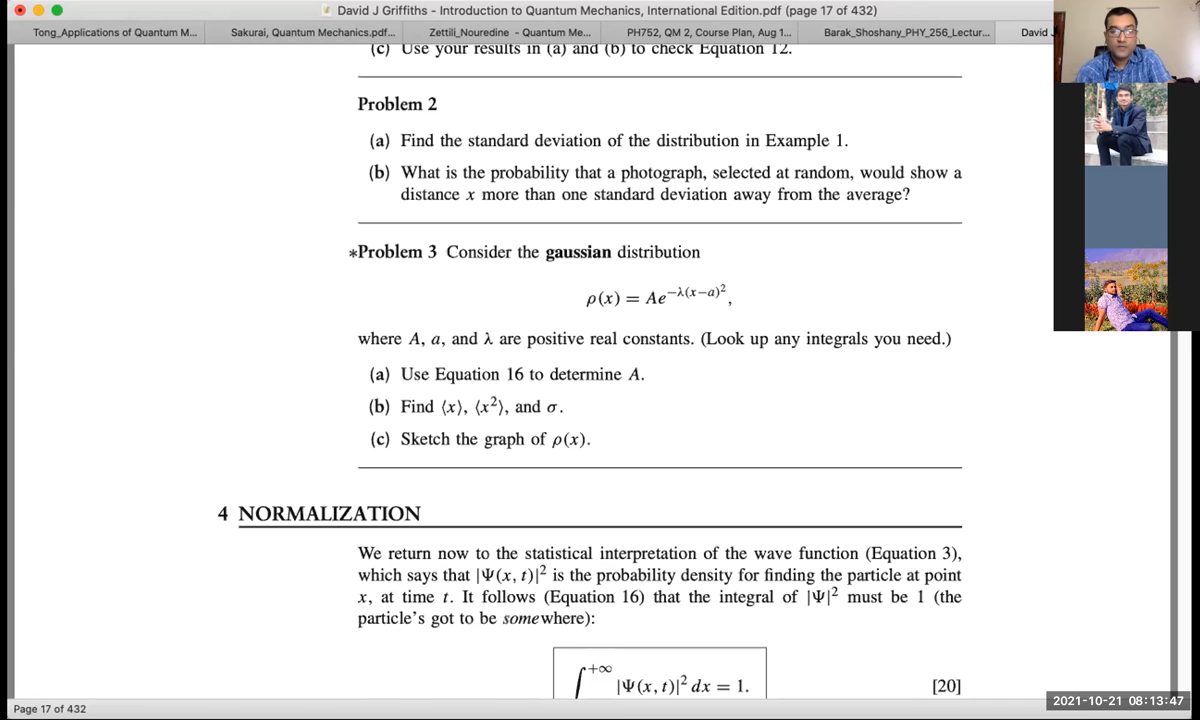 David J Griffiths - Introduction to Quantum Mechanics, International Edition.pdf (page 17 of 432)
Tong_Applications of Quantum M... Sakurai, Quantum Mechanics.pdf... Zettili_Nouredine - Quantum Me... PH752, QM 2, Course Plan, Aug 1... Barak_Shoshany_PHY_256_Lectur... David
(c) Use your results in (a) and (b) to check Equation 12.
Problem 2
(a) Find the standard deviation of the distribution in Example 1.
(b) What is the probability that a photograph, selected at random, would show a
distance x more than one standard deviation away from the average?
*Problem 3 Consider the gaussian distribution
ρ(x) = Ae^{−λ(x−a)²},
where A, a, and λ are positive real constants. (Look up any integrals you need.)
(a) Use Equation 16 to determine A.
(b) Find ⟨x⟩, ⟨x²⟩, and σ.
(c) Sketch the graph of ρ(x).
4 NORMALIZATION
We return now to the statistical interpretation of the wave function (Equation 3),
which says that |Ψ(x, t)|² is the probability density for finding the particle at point
x, at time t. It follows (Equation 16) that the integral of |Ψ|² must be 1 (the
particle's got to be somewhere):
∫^{+∞} |Ψ(x, t)|² dx = 1. [20]
Page 17 of 432
2021-10-21 08:13:47